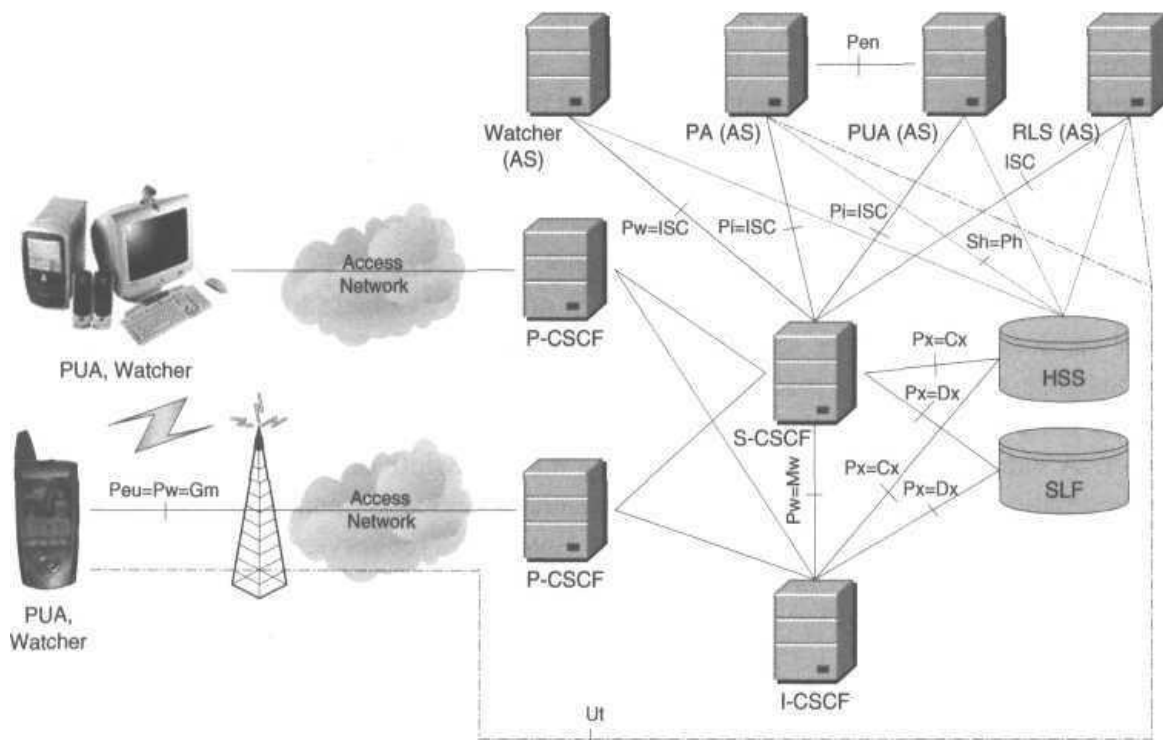 Pen
Watcher
(AS)
PA (AS)
PUA (AS)
RLS (AS)
ISC
Pw=ISC
Pi=ISC
Pi=ISC
Sh=Ph
Access
Network
P-CSCF
PUA, Watcher
Px=Cx
HSS
Px=Dx
S-CSCF
Peu=Pw=Gm
Access
Network
Pw=Mw
Px=Cx
Px=Dx
SLF
P-CSCF
PUA,
Watcher
I-CSCF
Ut